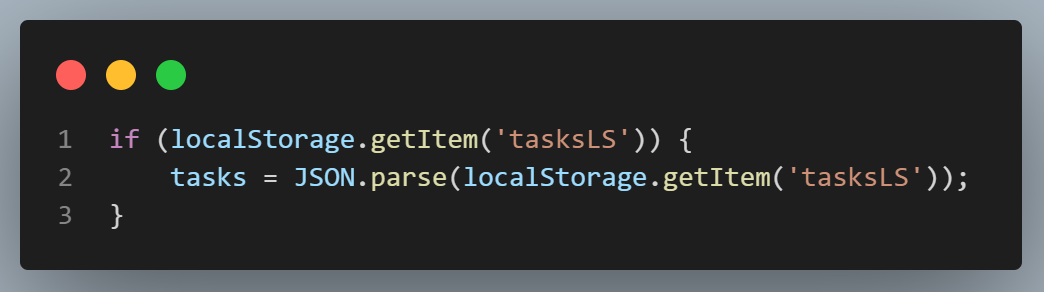 1 if (localStorage.getItem('tasksLS')) {
2     tasks = JSON.parse(localStorage.getItem('tasksLS'));
3 }